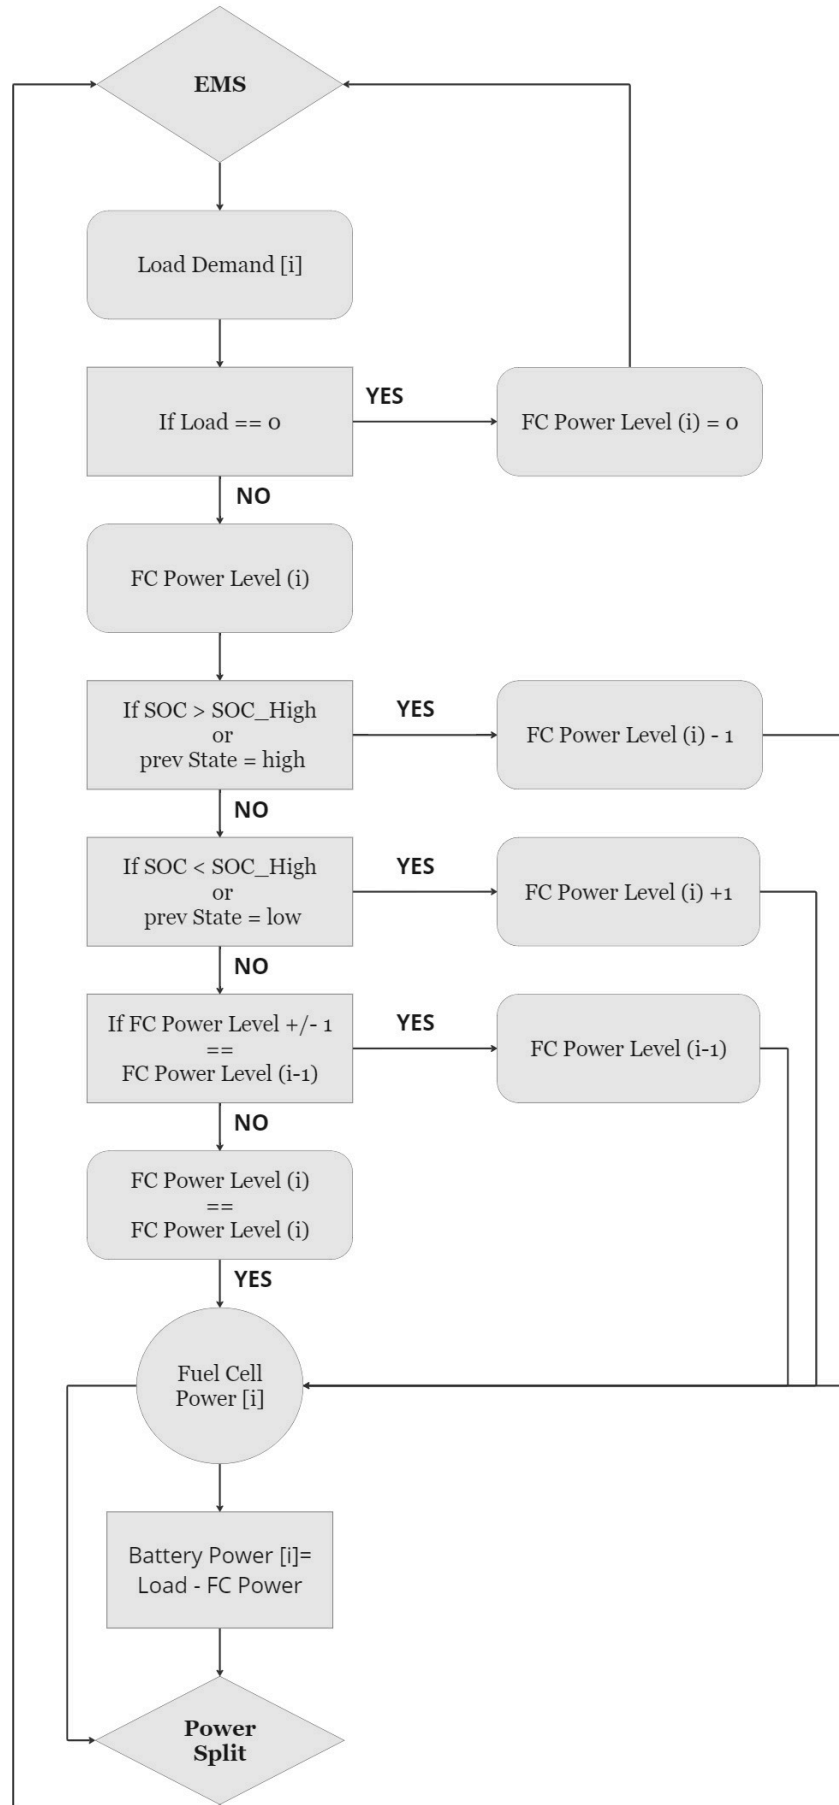 EMS
Load Demand [i]
If Load == 0
YES
FC Power Level (i) = 0
NO
FC Power Level (i)
If SOC > SOC_High
or
prev State = high
YES
FC Power Level (i) - 1
NO
If SOC < SOC_High
or
prev State = low
YES
FC Power Level (i) +1
NO
If FC Power Level +/- 1
==
FC Power Level (i-1)
YES
FC Power Level (i-1)
NO
FC Power Level (i)
==
FC Power Level (i)
YES
Fuel Cell
Power [i]
Battery Power [i]=
Load - FC Power
Power
Split